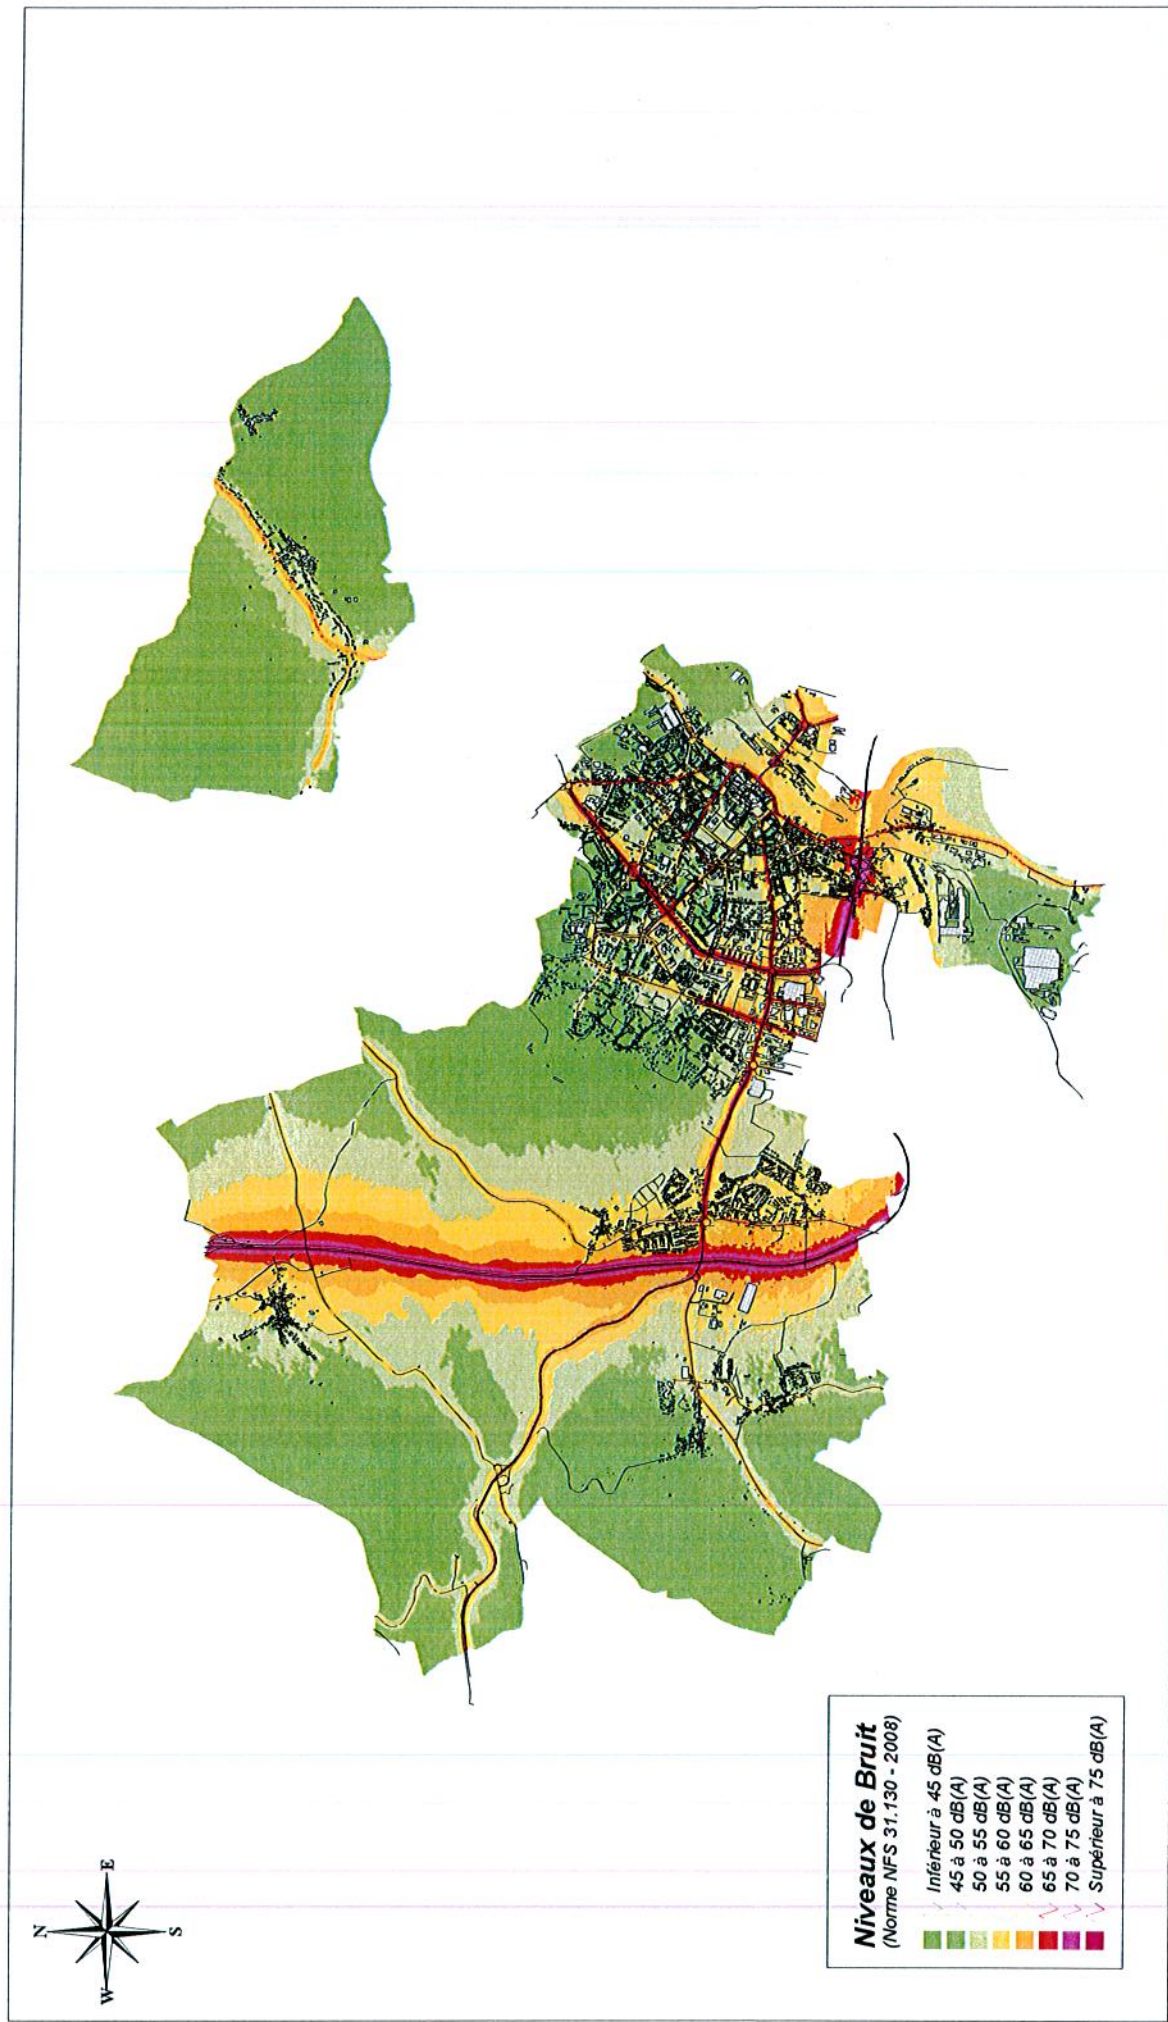 N
W
E
S
Niveaux de Bruit
(Norme NFS 31.130 - 2008)
Inférieur à 45 dB(A)
45 à 50 dB(A)
50 à 55 dB(A)
55 à 60 dB(A)
60 à 65 dB(A)
65 à 70 dB(A)
70 à 75 dB(A)
Supérieur à 75 dB(A)